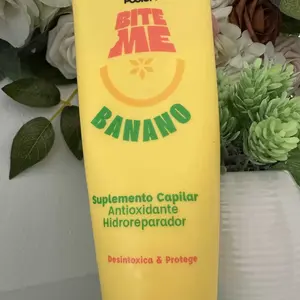 BITE
ME
BANANO
Suplemento Capilar
Antioxidante
Hidroreparador
Desintoxica & Protege